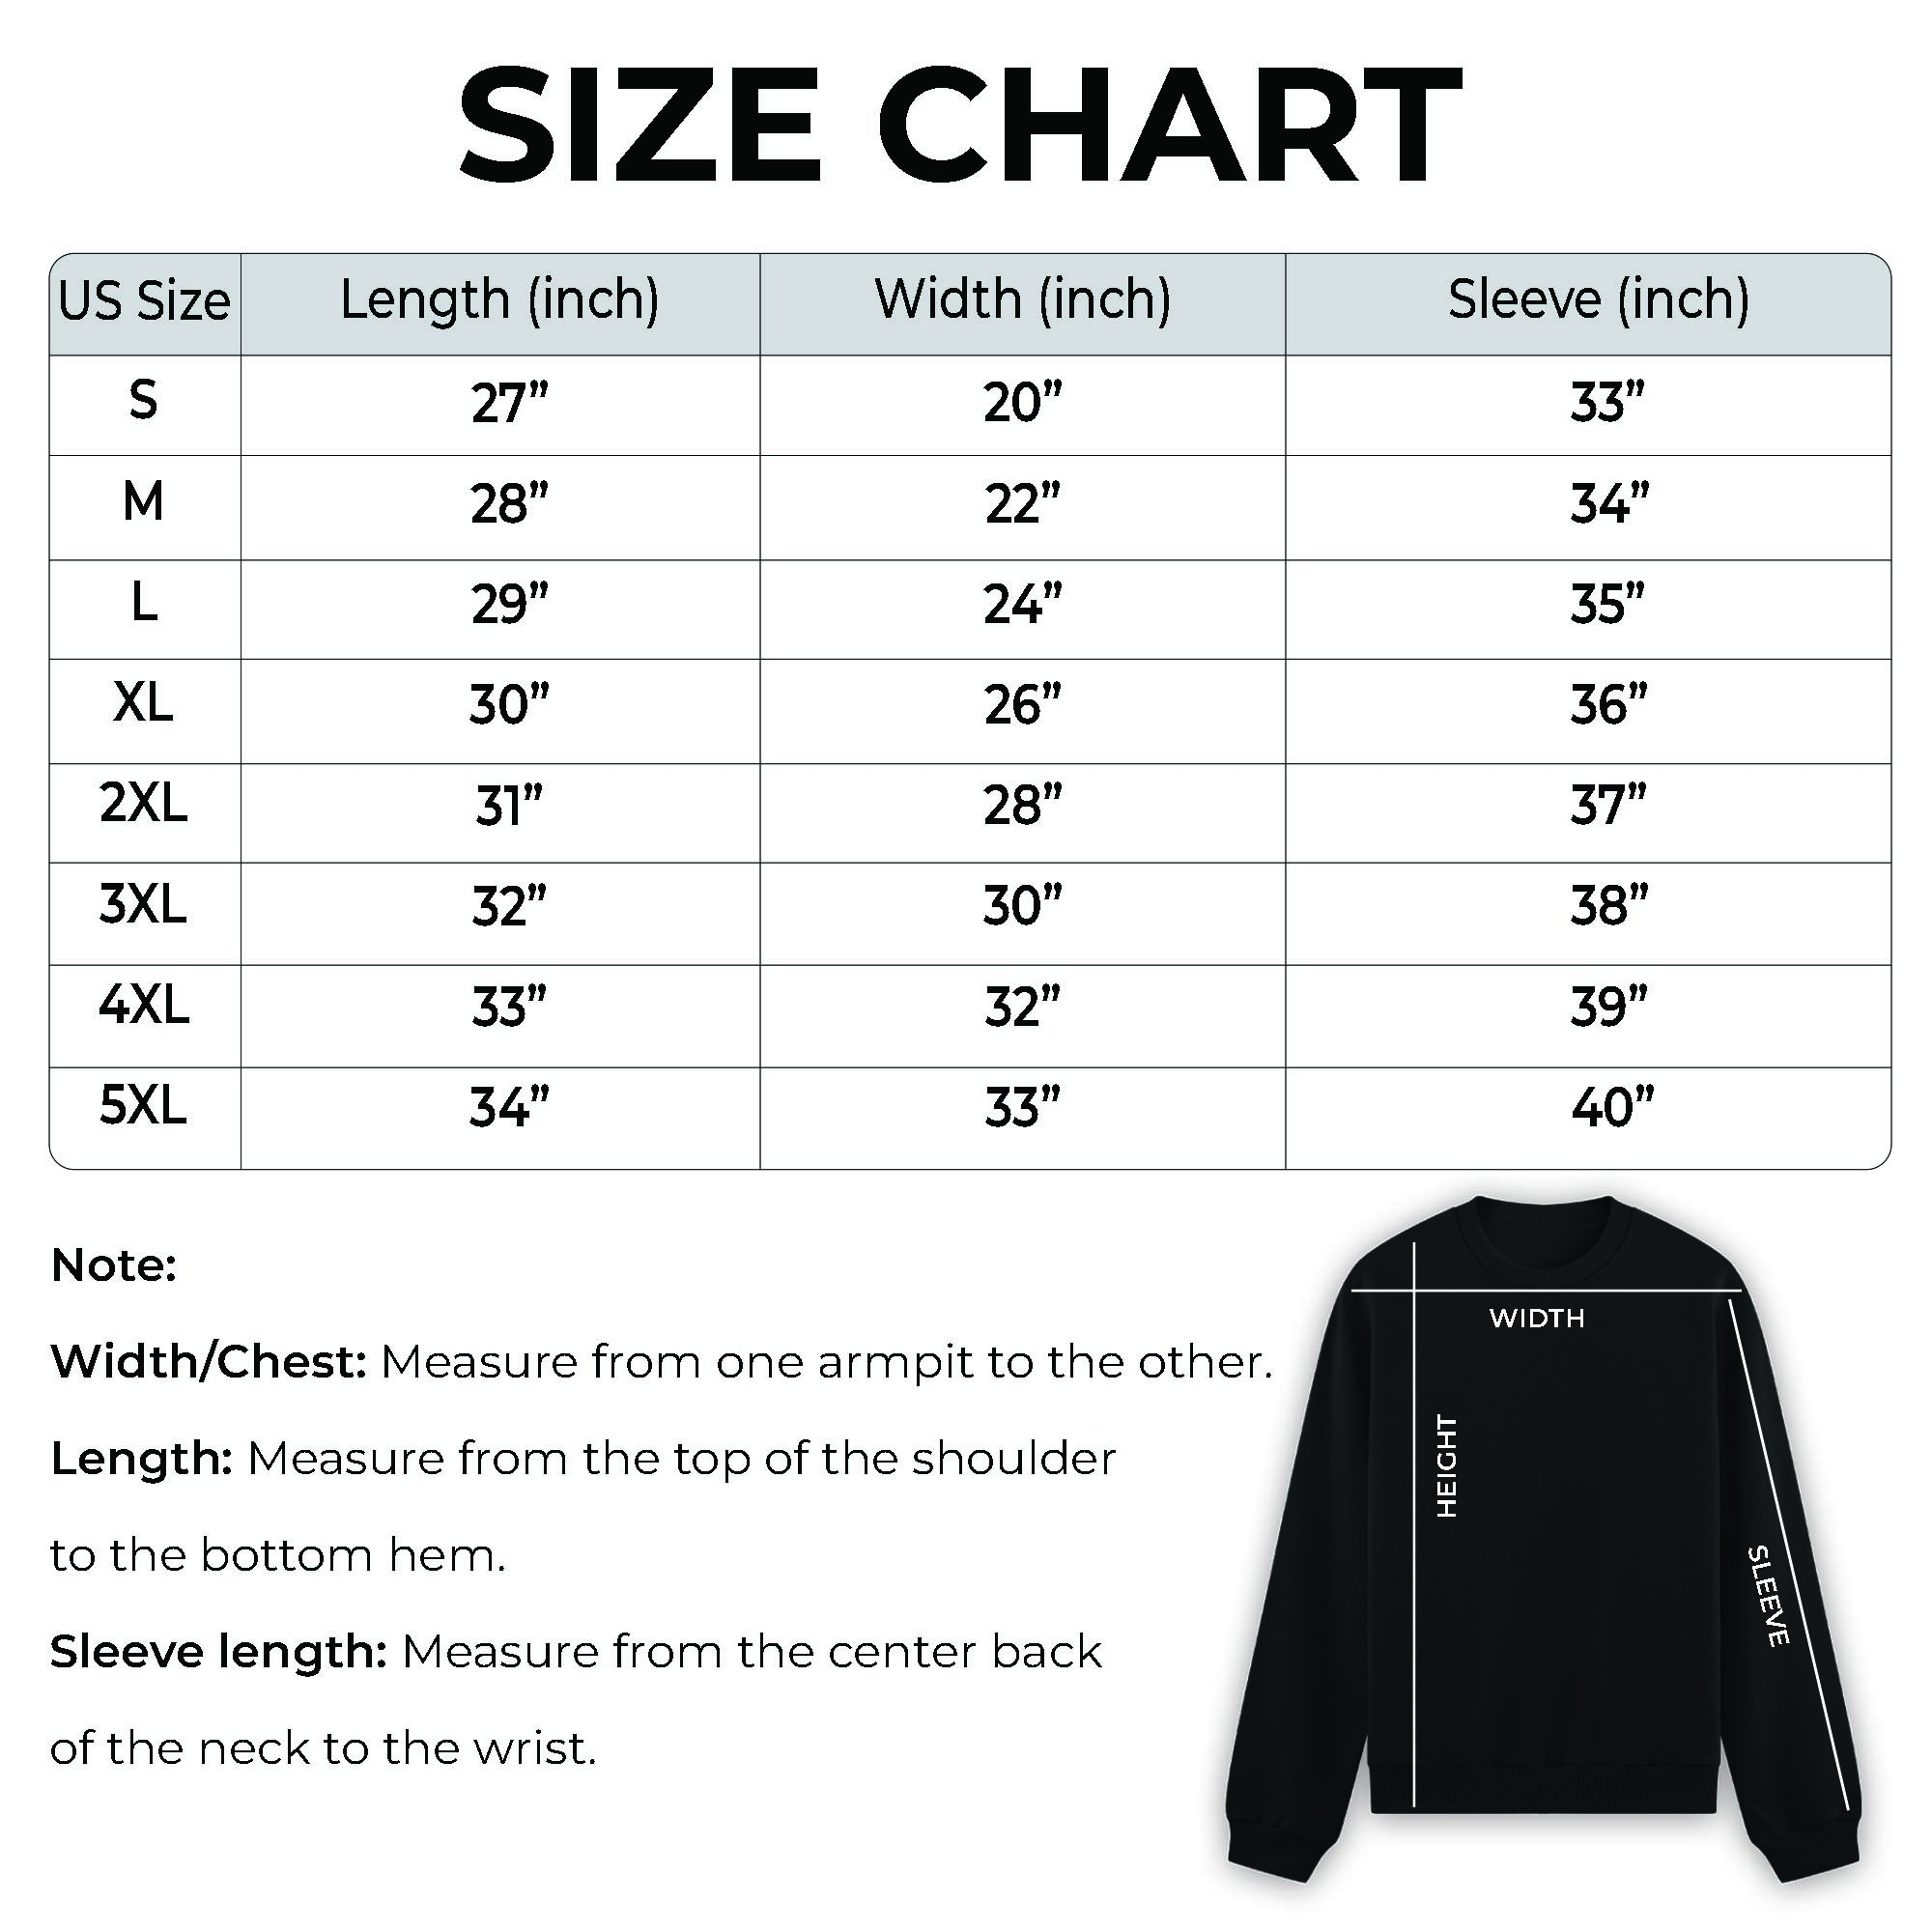 SIZE CHART
US Size Length (inch) Width (inch) Sleeve (inch)
S 27” 20” 33”
M 28” 22” 34”
L 29” 24” 35”
XL 30” 26” 36”
2XL 31” 28” 37”
3XL 32” 30” 38”
4XL 33” 32” 39”
5XL 34” 33” 40”
Note:
Width/Chest: Measure from one armpit to the other.
Length: Measure from the top of the shoulder
to the bottom hem.
Sleeve length: Measure from the center back
of the neck to the wrist.
WIDTH
HEIGHT
SLEEVE